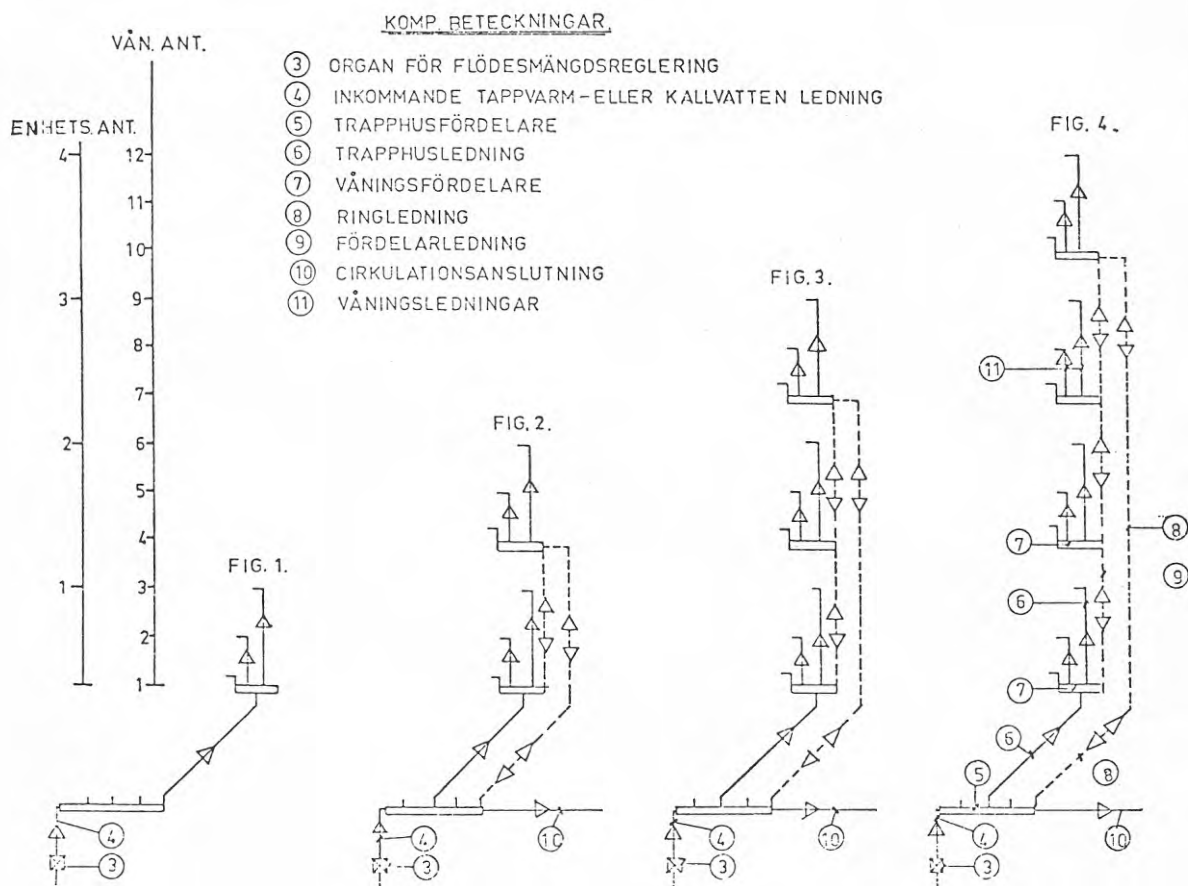 KOMP. BETECKNINGAR.
VÅN. ANT.
ENHETS. ANT.
③ ORGAN FÖR FLÖDESMÄNGDSREGLERING
④ INKOMMANDE TAPPVARM-ELLER KALLVATTEN LEDNING
⑤ TRAPPHUSFÖRDELARE
⑥ TRAPPHUSLEDNING
⑦ VÅNINGSFÖRDELARE
⑧ RINGLEDNING
⑨ FÖRDELARLEDNING
⑩ CIRKULATIONSANSLUTNING
⑪ VÅNINGSLEDNINGAR
4
3
2
1
12
11
10
9
8
7
6
5
4
3
2
1
FIG. 1.
④
③
FIG. 2.
④
③
⑩
FIG. 3.
④
③
⑩
FIG. 4.
⑪
⑧
⑦
⑨
⑥
⑦
⑥
⑧
⑤
④
⑩
③